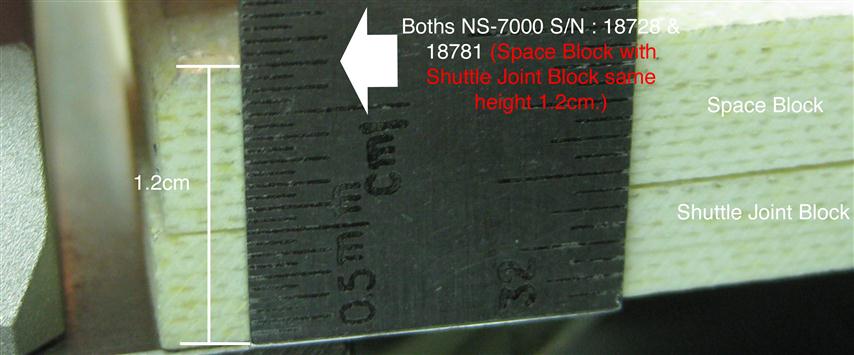 Boths NS-7000 S/N : 18728 &
18781 (Space Block with
Shuttle Joint Block same
height 1.2cm.)
Space Block
1.2cm
Shuttle Joint Block
cm
0.5m/m
32